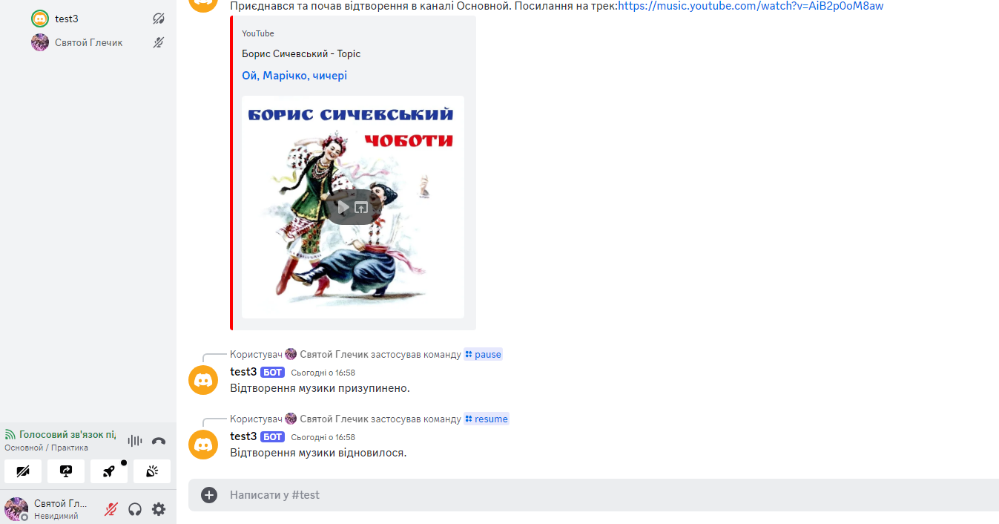 test3
Святой Глечик
Приєднався та почав відтворення в каналі Основной. Посилання на трек:https://music.youtube.com/watch?v=AiB2p0oM8aw
YouTube
Борис Сичевський - Topic
Ой, Марічко, чичері
БОРИС СИЧЕВСЬКИЙ
ЧОБОТИ
Користувач Святой Глечик застосував команду pause
test3 БОТ Сьогодні о 16:58
Відтворення музики призупинено.
Користувач Святой Глечик застосував команду resume
test3 БОТ Сьогодні о 16:58
Відтворення музики відновилося.
Написати у #test
Голосовий зв'язок пі
Основной / Практика
Святой Гл...
Невидимий